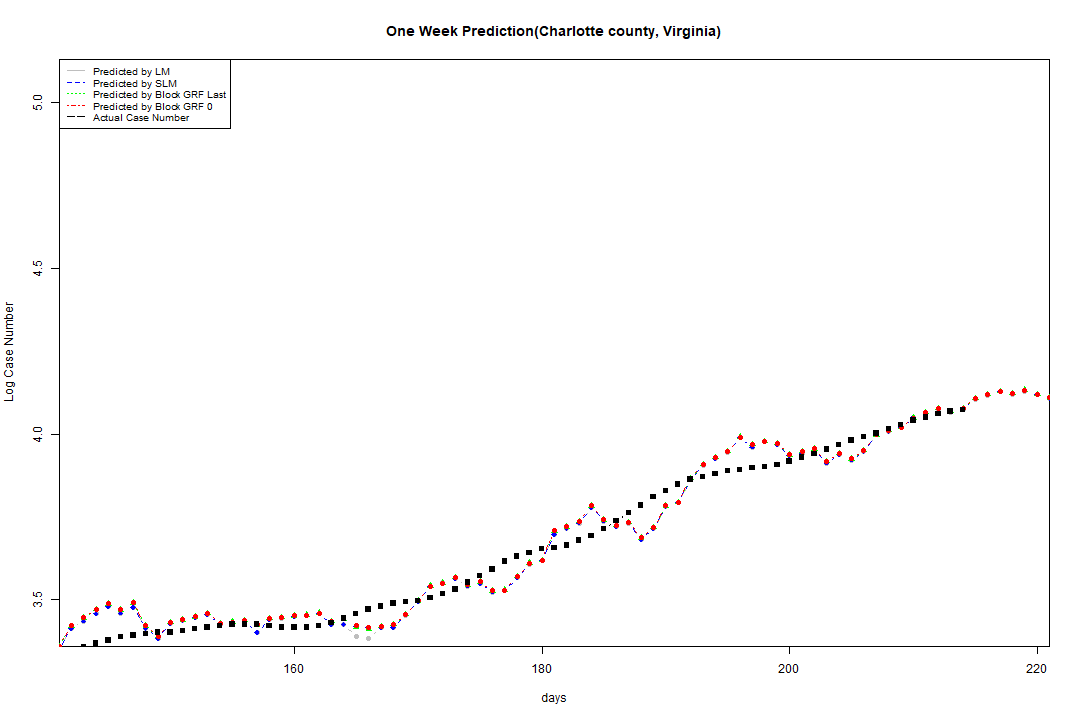 One Week Prediction(Charlotte county, Virginia)
Predicted by LM
Predicted by SLM
Predicted by Block GRF Last
Predicted by Block GRF 0
Actual Case Number
5.0
4.5
4.0
3.5
Log Case Number
160
180
200
220
days